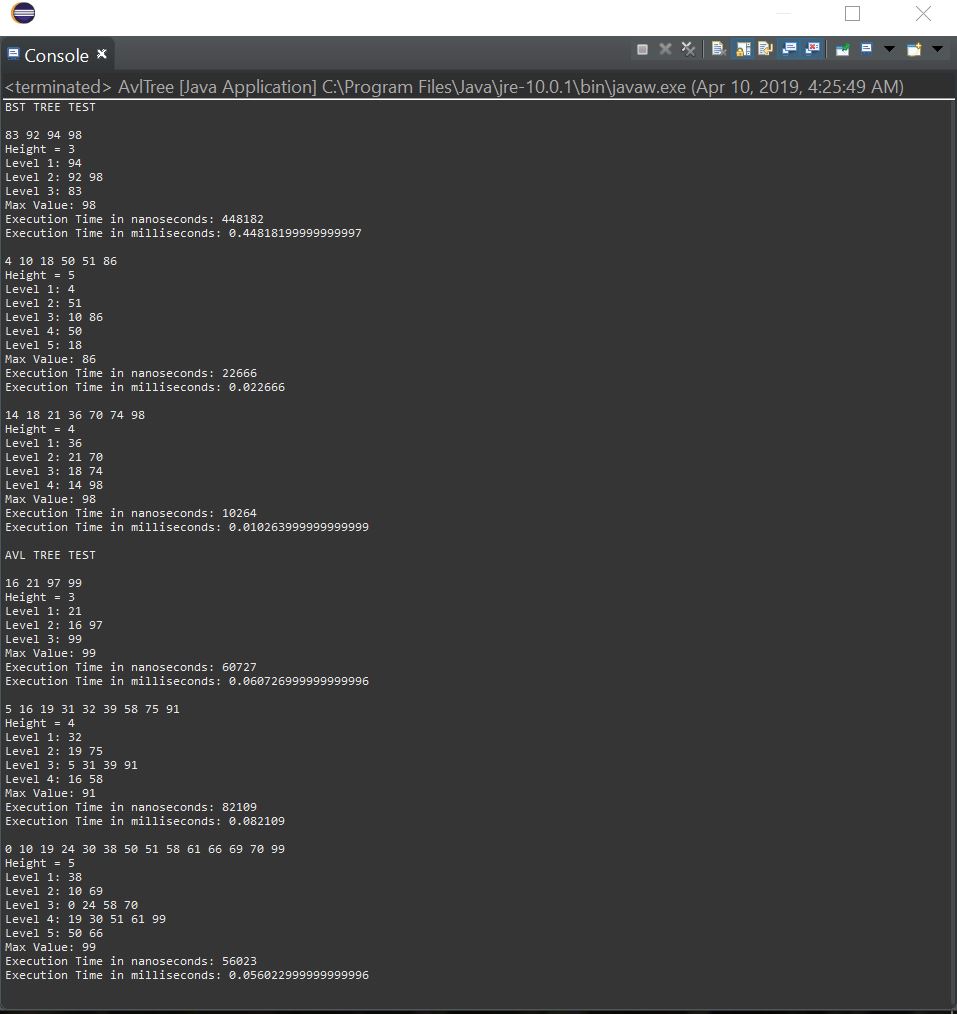 Console
<terminated> AvlTree [Java Application] C:\Program Files\Java\jre-10.0.1\bin\javaw.exe (Apr 10, 2019, 4:25:49 AM)
BST TREE TEST
83 92 94 98
Height = 3
Level 1: 94
Level 2: 92 98
Level 3: 83
Max Value: 98
Execution Time in nanoseconds: 448182
Execution Time in milliseconds: 0.44818199999999997
4 10 18 50 51 86
Height = 5
Level 1: 4
Level 2: 51
Level 3: 10 86
Level 4: 50
Level 5: 18
Max Value: 86
Execution Time in nanoseconds: 22666
Execution Time in milliseconds: 0.022666
14 18 21 36 70 74 98
Height = 4
Level 1: 36
Level 2: 21 70
Level 3: 18 74
Level 4: 14 98
Max Value: 98
Execution Time in nanoseconds: 10264
Execution Time in milliseconds: 0.010263999999999999
AVL TREE TEST
16 21 97 99
Height = 3
Level 1: 21
Level 2: 16 97
Level 3: 99
Max Value: 99
Execution Time in nanoseconds: 60727
Execution Time in milliseconds: 0.060726999999999996
5 16 19 31 32 39 58 75 91
Height = 4
Level 1: 32
Level 2: 19 75
Level 3: 5 31 39 91
Level 4: 16 58
Max Value: 91
Execution Time in nanoseconds: 82109
Execution Time in milliseconds: 0.082109
0 10 19 24 30 38 50 51 58 61 66 69 70 99
Height = 5
Level 1: 38
Level 2: 10 69
Level 3: 0 24 58 70
Level 4: 19 30 51 61 99
Level 5: 50 66
Max Value: 99
Execution Time in nanoseconds: 56023
Execution Time in milliseconds: 0.056022999999999996